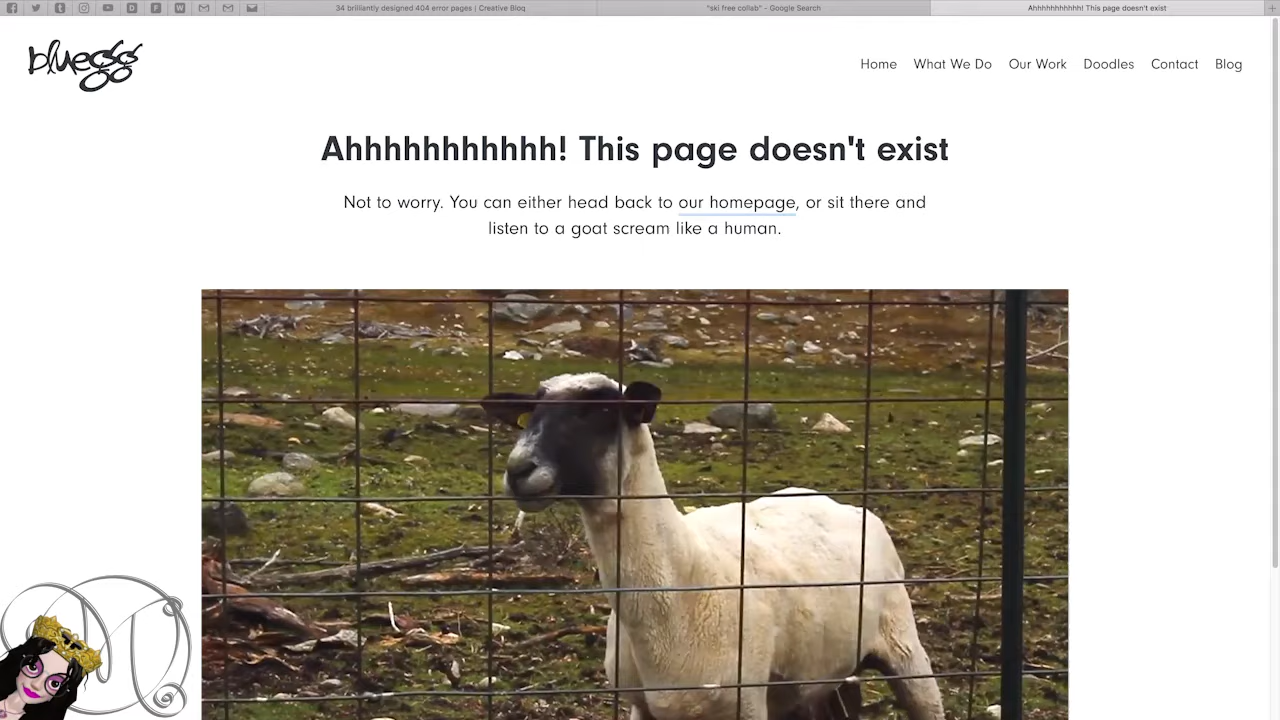 34 brilliantly designed 404 error pages | Creative Bloq
"ski free collab" - Google Search
Ahhhhhhhhhhh! This page doesn't exist
bluegg
Home
What We Do
Our Work
Doodles
Contact
Blog
Ahhhhhhhhhhh! This page doesn't exist
Not to worry. You can either head back to our homepage, or sit there and
listen to a goat scream like a human.